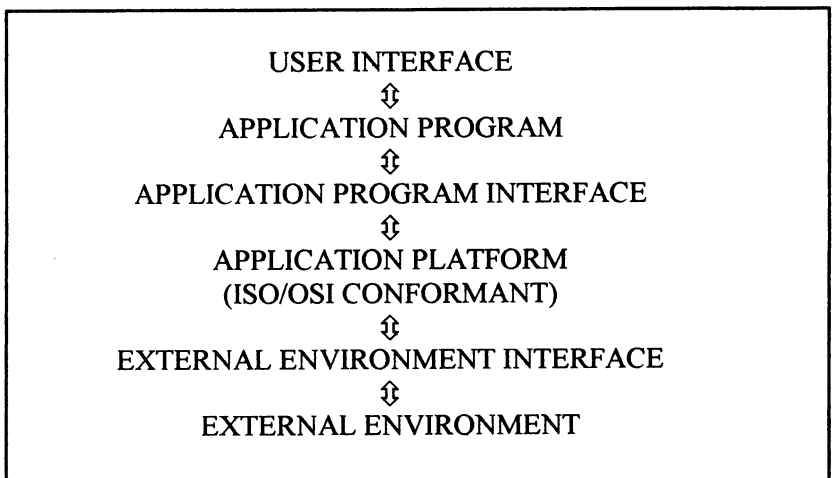 USER INTERFACE
⇕
APPLICATION PROGRAM
⇕
APPLICATION PROGRAM INTERFACE
⇕
APPLICATION PLATFORM
(ISO/OSI CONFORMANT)
⇕
EXTERNAL ENVIRONMENT INTERFACE
⇕
EXTERNAL ENVIRONMENT